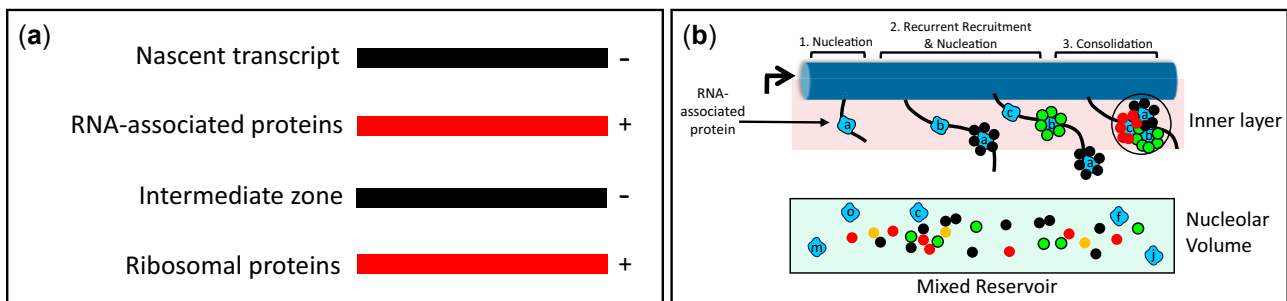 (a)
Nascent transcript -
RNA-associated proteins +
Intermediate zone -
Ribosomal proteins +
(b)
1. Nucleation
2. Recurrent Recruitment
& Nucleation
3. Consolidation
RNA-
associated
protein
a
b
a
c
b
a
a
c
b
Inner layer
o
c
f
m
j
Nucleolar
Volume
Mixed Reservoir